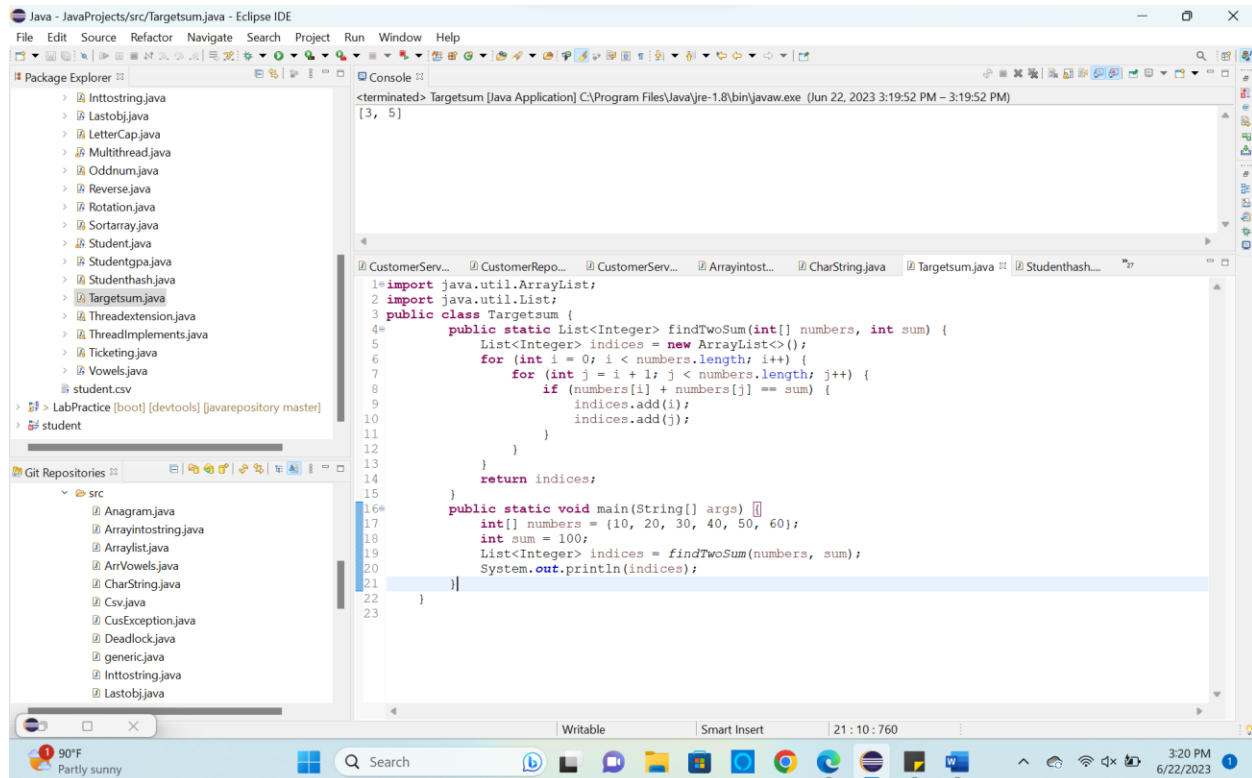 Java - JavaProjects/src/Targetsum.java - Eclipse IDE
File Edit Source Refactor Navigate Search Project Run Window Help
Package Explorer
Inttostring.java
Lastobj.java
LetterCap.java
Multithread.java
Oddnum.java
Reverse.java
Rotation.java
Sortarray.java
Student.java
Studentgpa.java
Studenthash.java
Targetsum.java
Threadextension.java
ThreadImplements.java
Ticketing.java
Vowels.java
student.csv
> LabPractice [boot] [devtools] [javarepository master]
student
Git Repositories
src
Anagram.java
Arrayintostring.java
Arraylist.java
ArrVowels.java
CharString.java
Csv.java
CusException.java
Deadlock.java
generic.java
Inttostring.java
Lastobj.java
Console
<terminated> Targetsum [Java Application] C:\Program Files\Java\jre-1.8\bin\javaw.exe (Jun 22, 2023 3:19:52 PM – 3:19:52 PM)
[3, 5]
CustomerServ... CustomerRepo... CustomerServ... Arrayintost... CharString.java Targetsum.java Studenthash.... »27
1 import java.util.ArrayList;
2 import java.util.List;
3 public class Targetsum {
4 public static List<Integer> findTwoSum(int[] numbers, int sum) {
5 List<Integer> indices = new ArrayList<>();
6 for (int i = 0; i < numbers.length; i++) {
7 for (int j = i + 1; j < numbers.length; j++) {
8 if (numbers[i] + numbers[j] == sum) {
9 indices.add(i);
10 indices.add(j);
11 }
12 }
13 }
14 return indices;
15 }
16 public static void main(String[] args) {
17 int[] numbers = {10, 20, 30, 40, 50, 60};
18 int sum = 100;
19 List<Integer> indices = findTwoSum(numbers, sum);
20 System.out.println(indices);
21 }
22 }
23
Writable Smart Insert 21 : 10 : 760
1
90°F
Partly sunny
Search
3:20 PM
6/22/2023
1